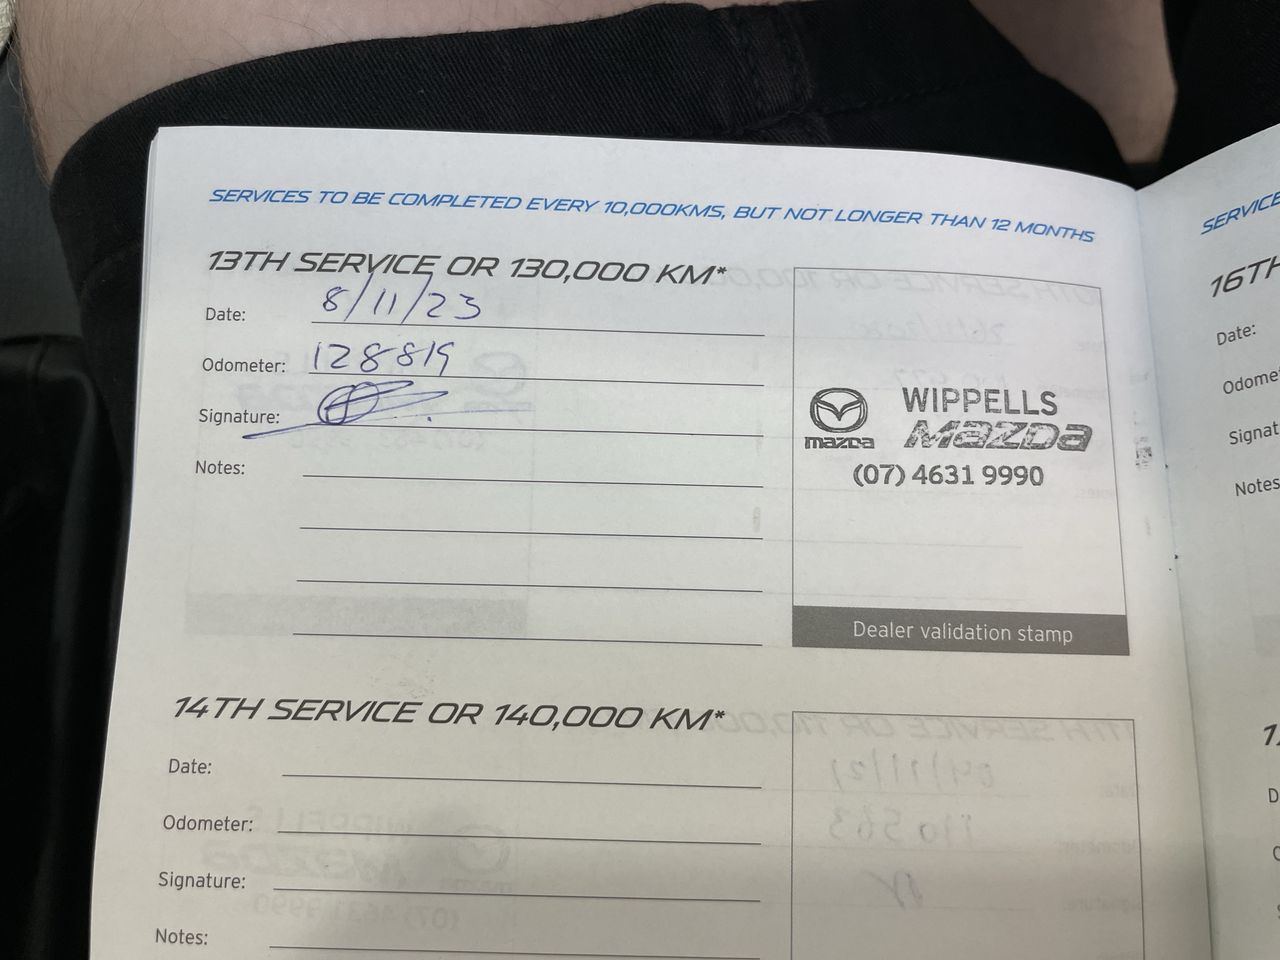 SERVICES TO BE COMPLETED EVERY 10,000KMS, BUT NOT LONGER THAN 12 MONTHS
13TH SERVICE OR 130,000 KM*
Date: 8/11/23
Odometer: 128819
Signature:
Notes:
mazda
WIPPELLS
mazda
(07) 4631 9990
Dealer validation stamp
14TH SERVICE OR 140,000 KM*
Date:
Odometer:
Signature:
Notes:
SERVICE
16TH
Date:
Odome
Signat
Notes